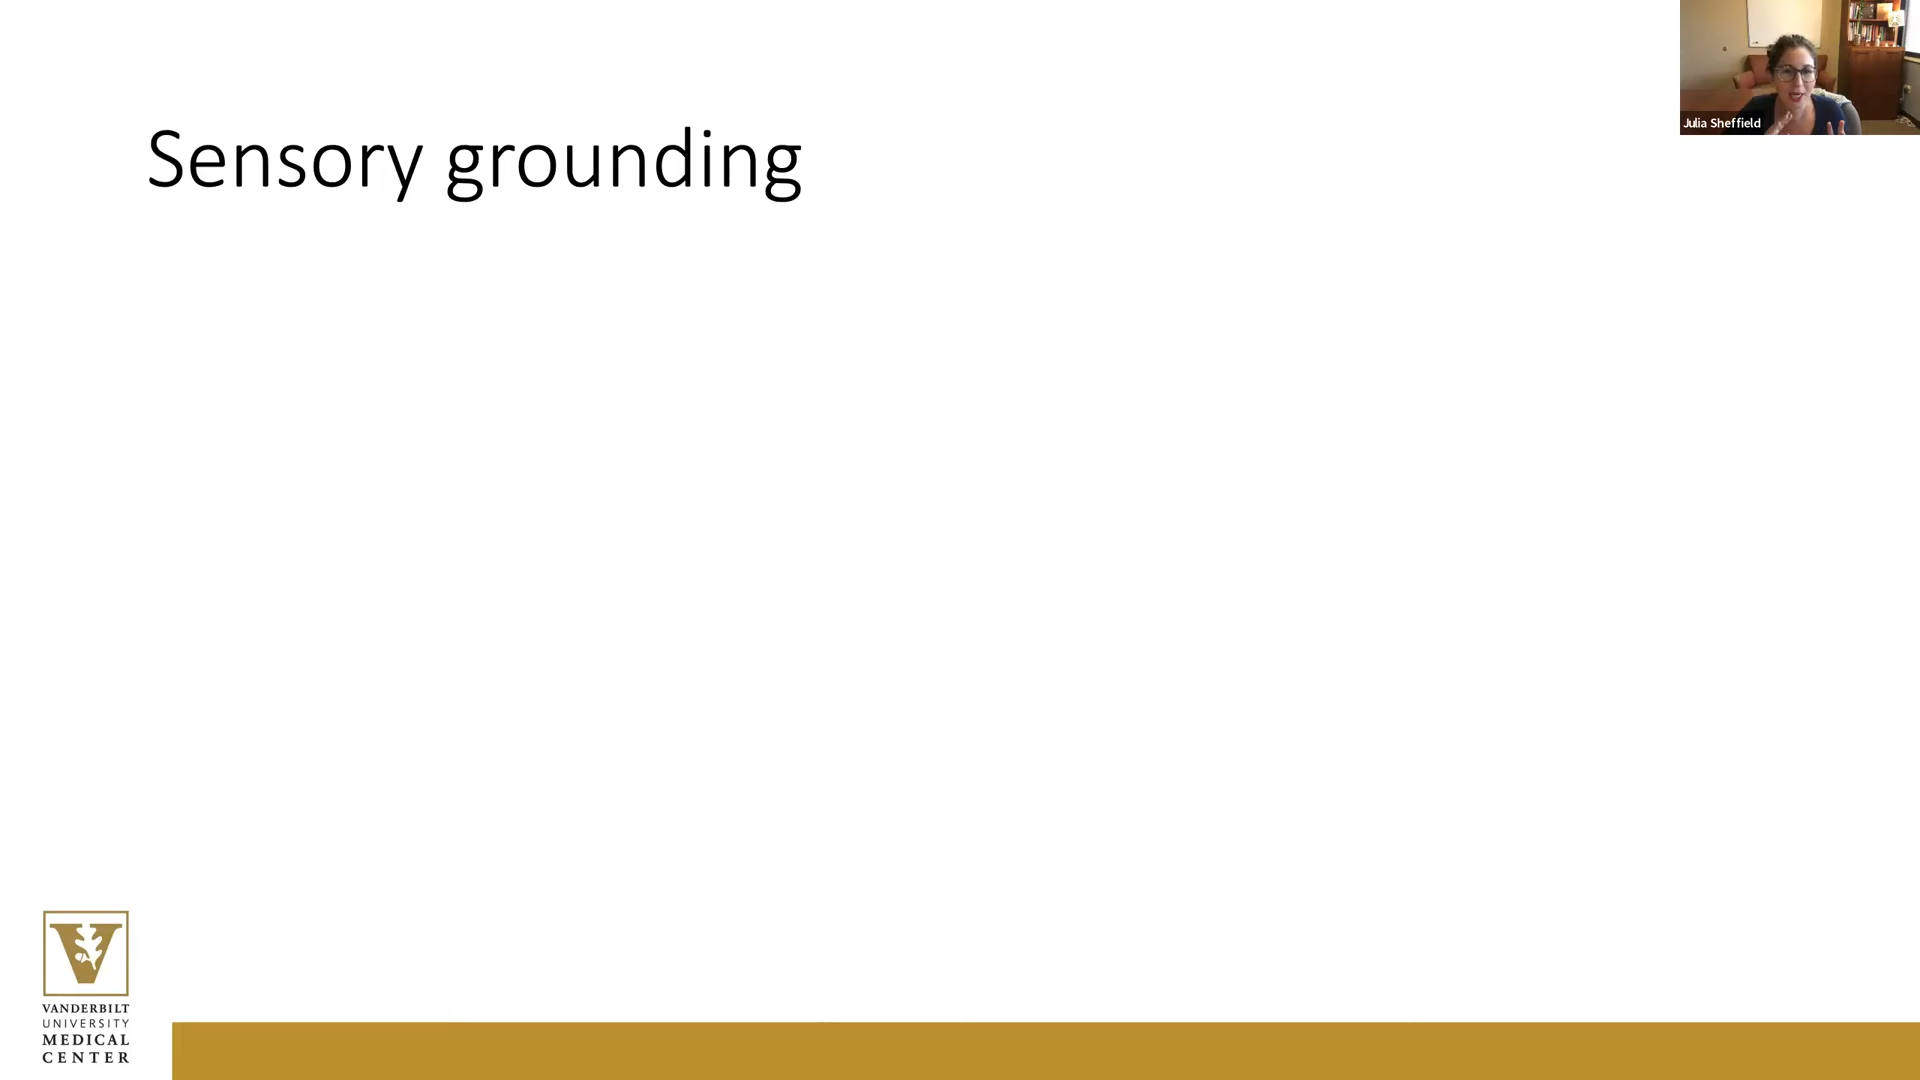 Sensory grounding
Julia Sheffield
VANDERBILT
UNIVERSITY
MEDICAL
CENTER